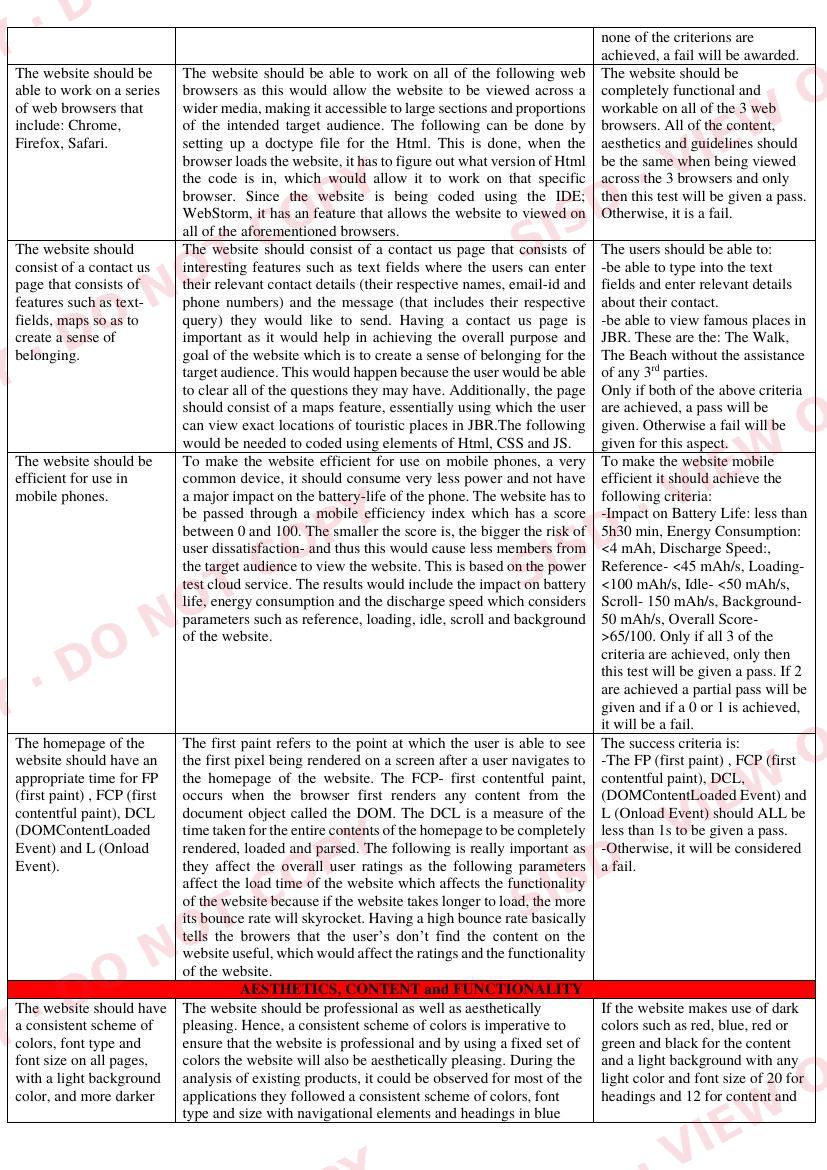 none of the criterions are
achieved, a fail will be awarded.
The website should be
able to work on a series
of web browsers that
include: Chrome,
Firefox, Safari.
The website should be able to work on all of the following web
browsers as this would allow the website to be viewed across a
wider media, making it accessible to large sections and proportions
of the intended target audience. The following can be done by
setting up a doctype file for the Html. This is done, when the
browser loads the website, it has to figure out what version of Html
the code is in, which would allow it to work on that specific
browser. Since the website is being coded using the IDE;
WebStorm, it has an feature that allows the website to viewed on
all of the aforementioned browsers.
The website should be
completely functional and
workable on all of the 3 web
browsers. All of the content,
aesthetics and guidelines should
be the same when being viewed
across the 3 browsers and only
then this test will be given a pass.
Otherwise, it is a fail.
The website should
consist of a contact us
page that consists of
features such as text-
fields, maps so as to
create a sense of
belonging.
The website should consist of a contact us page that consists of
interesting features such as text fields where the users can enter
their relevant contact details (their respective names, email-id and
phone numbers) and the message (that includes their respective
query) they would like to send. Having a contact us page is
important as it would help in achieving the overall purpose and
goal of the website which is to create a sense of belonging for the
target audience. This would happen because the user would be able
to clear all of the questions they may have. Additionally, the page
should consist of a maps feature, essentially using which the user
can view exact locations of touristic places in JBR.The following
would be needed to coded using elements of Html, CSS and JS.
The users should be able to:
-be able to type into the text
fields and enter relevant details
about their contact.
-be able to view famous places in
JBR. These are the: The Walk,
The Beach without the assistance
of any 3rd parties.
Only if both of the above criteria
are achieved, a pass will be
given. Otherwise a fail will be
given for this aspect.
The website should be
efficient for use in
mobile phones.
To make the website efficient for use on mobile phones, a very
common device, it should consume very less power and not have
a major impact on the battery-life of the phone. The website has to
be passed through a mobile efficiency index which has a score
between 0 and 100. The smaller the score is, the bigger the risk of
user dissatisfaction- and thus this would cause less members from
the target audience to view the website. This is based on the power
test cloud service. The results would include the impact on battery
life, energy consumption and the discharge speed which considers
parameters such as reference, loading, idle, scroll and background
of the website.
To make the website mobile
efficient it should achieve the
following criteria:
-Impact on Battery Life: less than
5h30 min, Energy Consumption:
<4 mAh, Discharge Speed:,
Reference- <45 mAh/s, Loading-
<100 mAh/s, Idle- <50 mAh/s,
Scroll- 150 mAh/s, Background-
50 mAh/s, Overall Score-
>65/100. Only if all 3 of the
criteria are achieved, only then
this test will be given a pass. If 2
are achieved a partial pass will be
given and if a 0 or 1 is achieved,
it will be a fail.
The homepage of the
website should have an
appropriate time for FP
(first paint) , FCP (first
contentful paint), DCL
(DOMContentLoaded
Event) and L (Onload
Event).
The first paint refers to the point at which the user is able to see
the first pixel being rendered on a screen after a user navigates to
the homepage of the website. The FCP- first contentful paint,
occurs when the browser first renders any content from the
document object called the DOM. The DCL is a measure of the
time taken for the entire contents of the homepage to be completely
rendered, loaded and parsed. The following is really important as
they affect the overall user ratings as the following parameters
affect the load time of the website which affects the functionality
of the website because if the website takes longer to load, the more
its bounce rate will skyrocket. Having a high bounce rate basically
tells the browers that the user's don't find the content on the
website useful, which would affect the ratings and the functionality
of the website.
The success criteria is:
-The FP (first paint) , FCP (first
contentful paint), DCL,
(DOMContentLoaded Event) and
L (Onload Event) should ALL be
less than 1s to be given a pass.
-Otherwise, it will be considered
a fail.
AESTHETICS, CONTENT and FUNCTIONALITY
The website should have
a consistent scheme of
colors, font type and
font size on all pages,
with a light background
color, and more darker
The website should be professional as well as aesthetically
pleasing. Hence, a consistent scheme of colors is imperative to
ensure that the website is professional and by using a fixed set of
colors the website will also be aesthetically pleasing. During the
analysis of existing products, it could be observed for most of the
applications they followed a consistent scheme of colors, font
type and size with navigational elements and headings in blue
If the website makes use of dark
colors such as red, blue, red or
green and black for the content
and a light background with any
light color and font size of 20 for
headings and 12 for content and
SISD · VIEW O
Y · DO NOT COPY
SISD · VIEW O
Y · DO NOT COPY
SISD · VIEW O
Y · DO NOT COPY
VIEW O
COPY